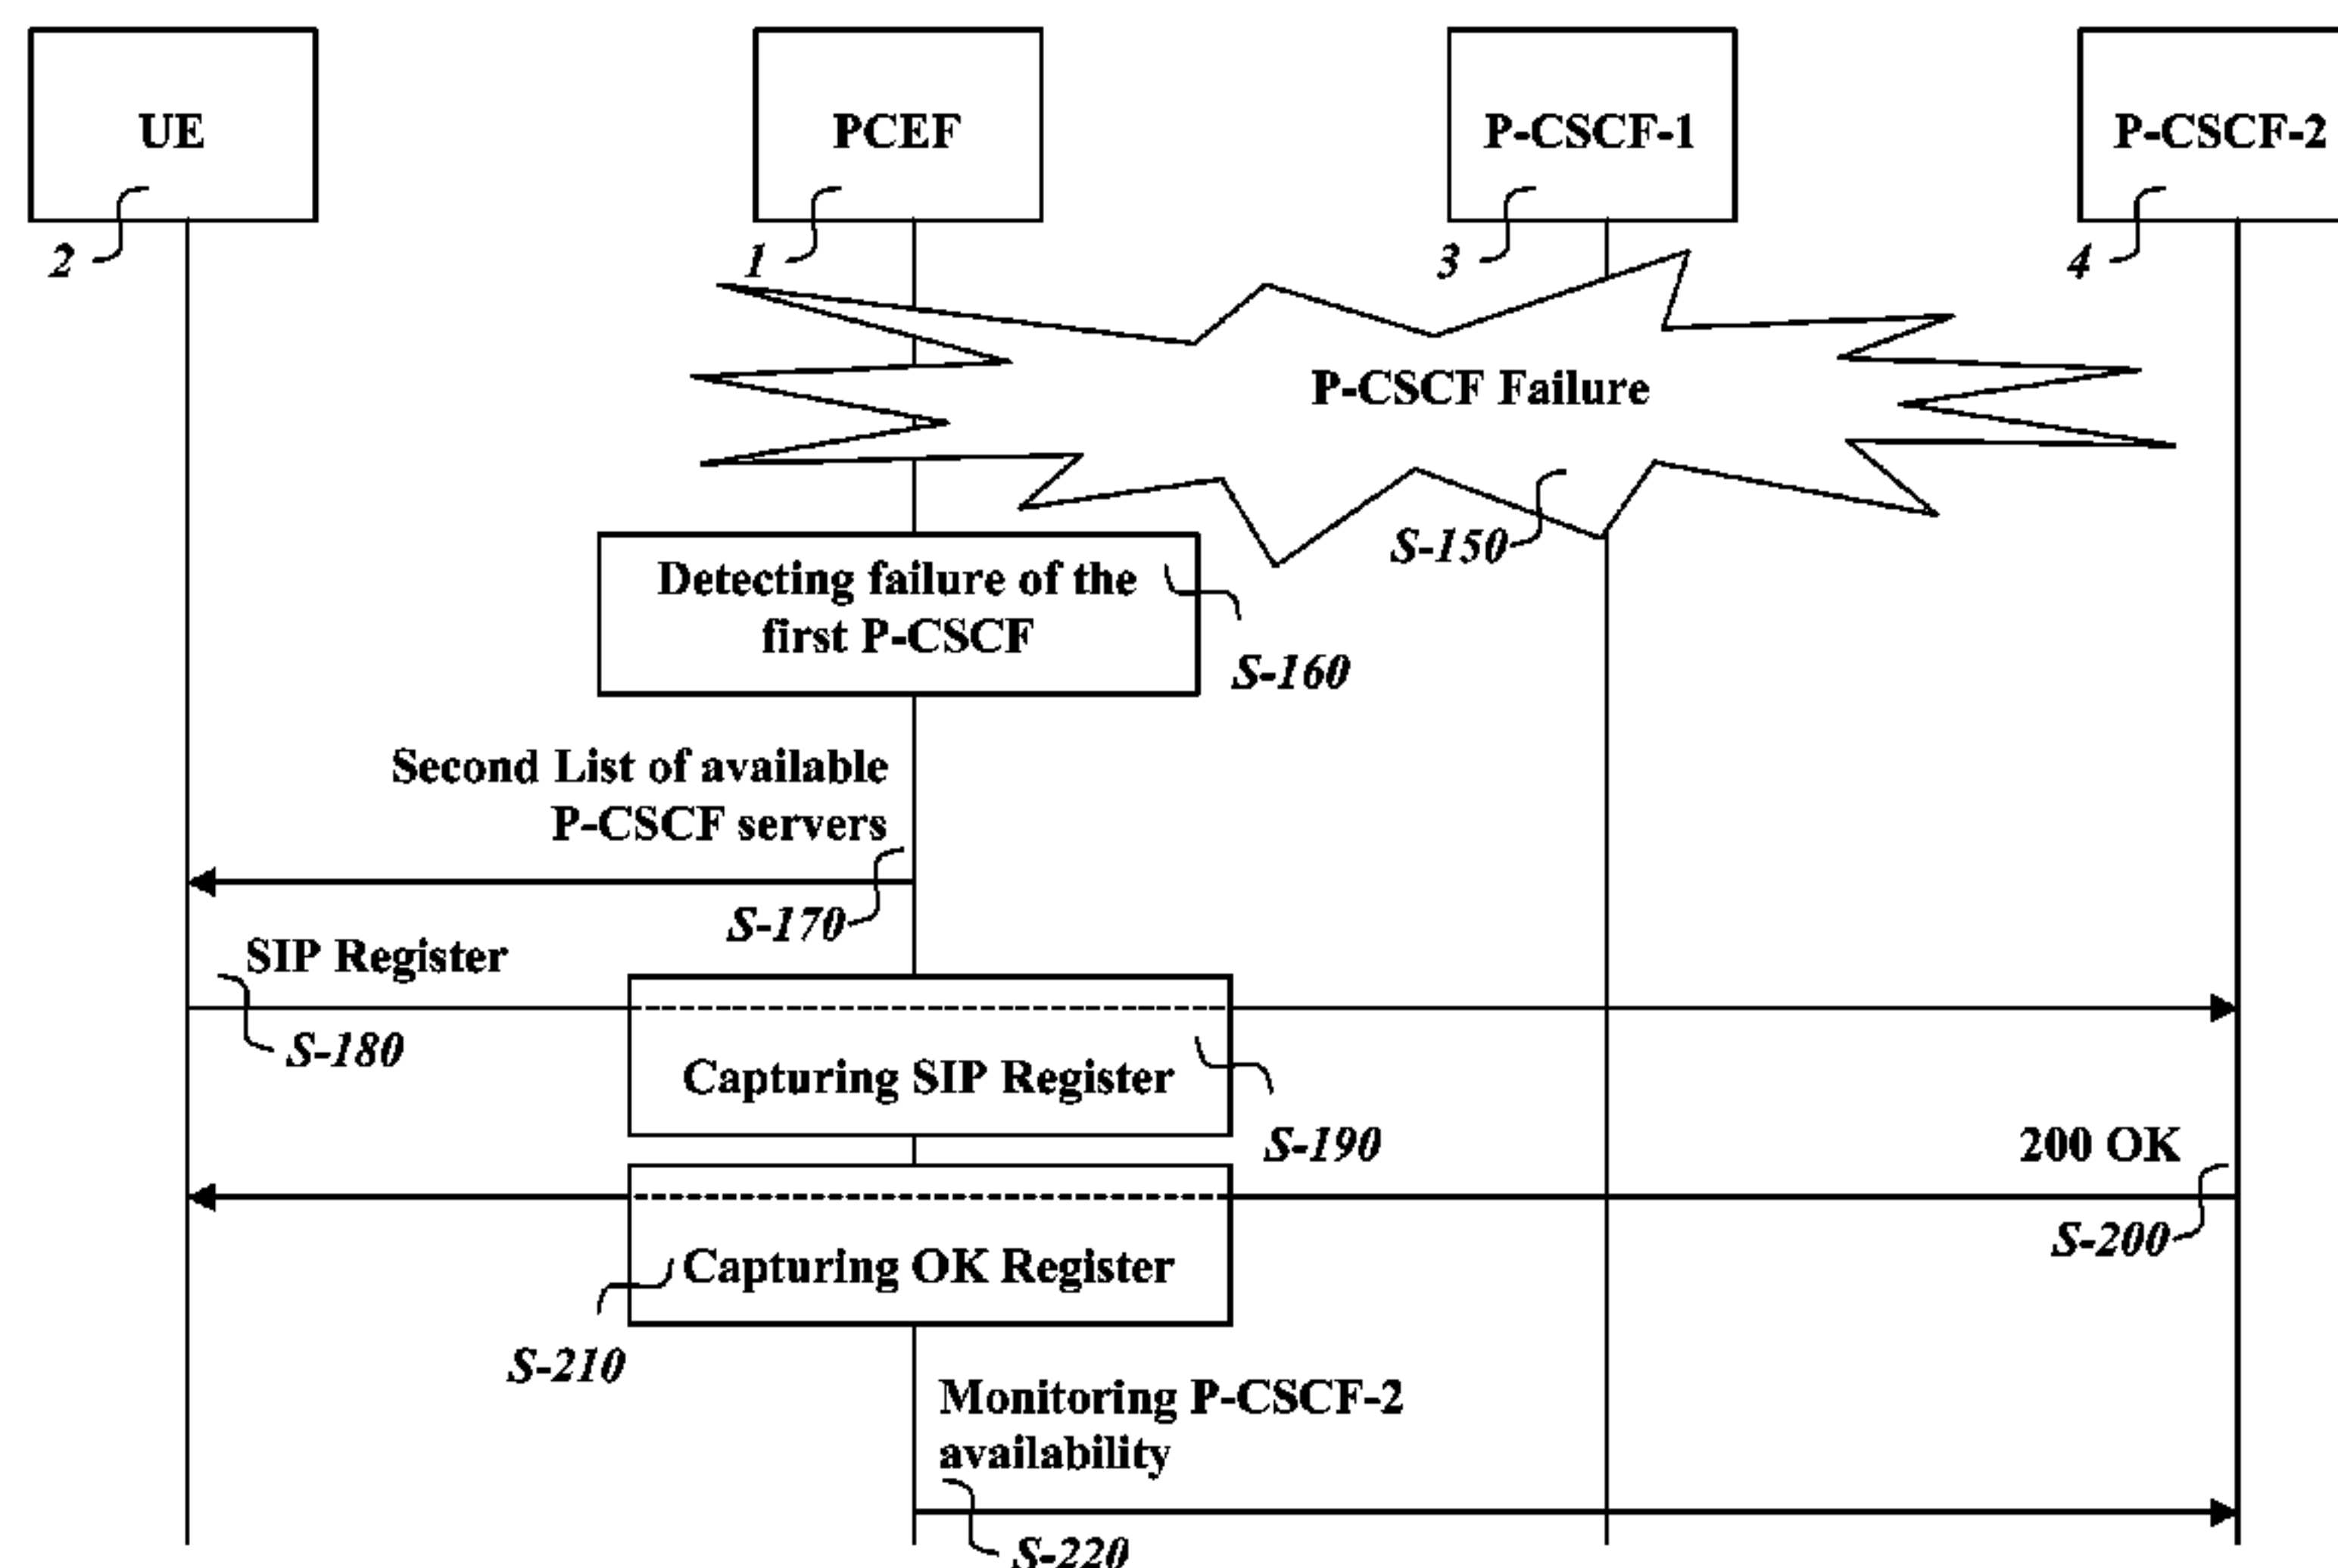 UE
PCEF
P-CSCF-1
P-CSCF-2
2
1
3
4
P-CSCF Failure
S-150
Detecting failure of the
first P-CSCF
S-160
Second List of available
P-CSCF servers
S-170
SIP Register
S-180
Capturing SIP Register
S-190
200 OK
S-200
Capturing OK Register
S-210
Monitoring P-CSCF-2
availability
S-220